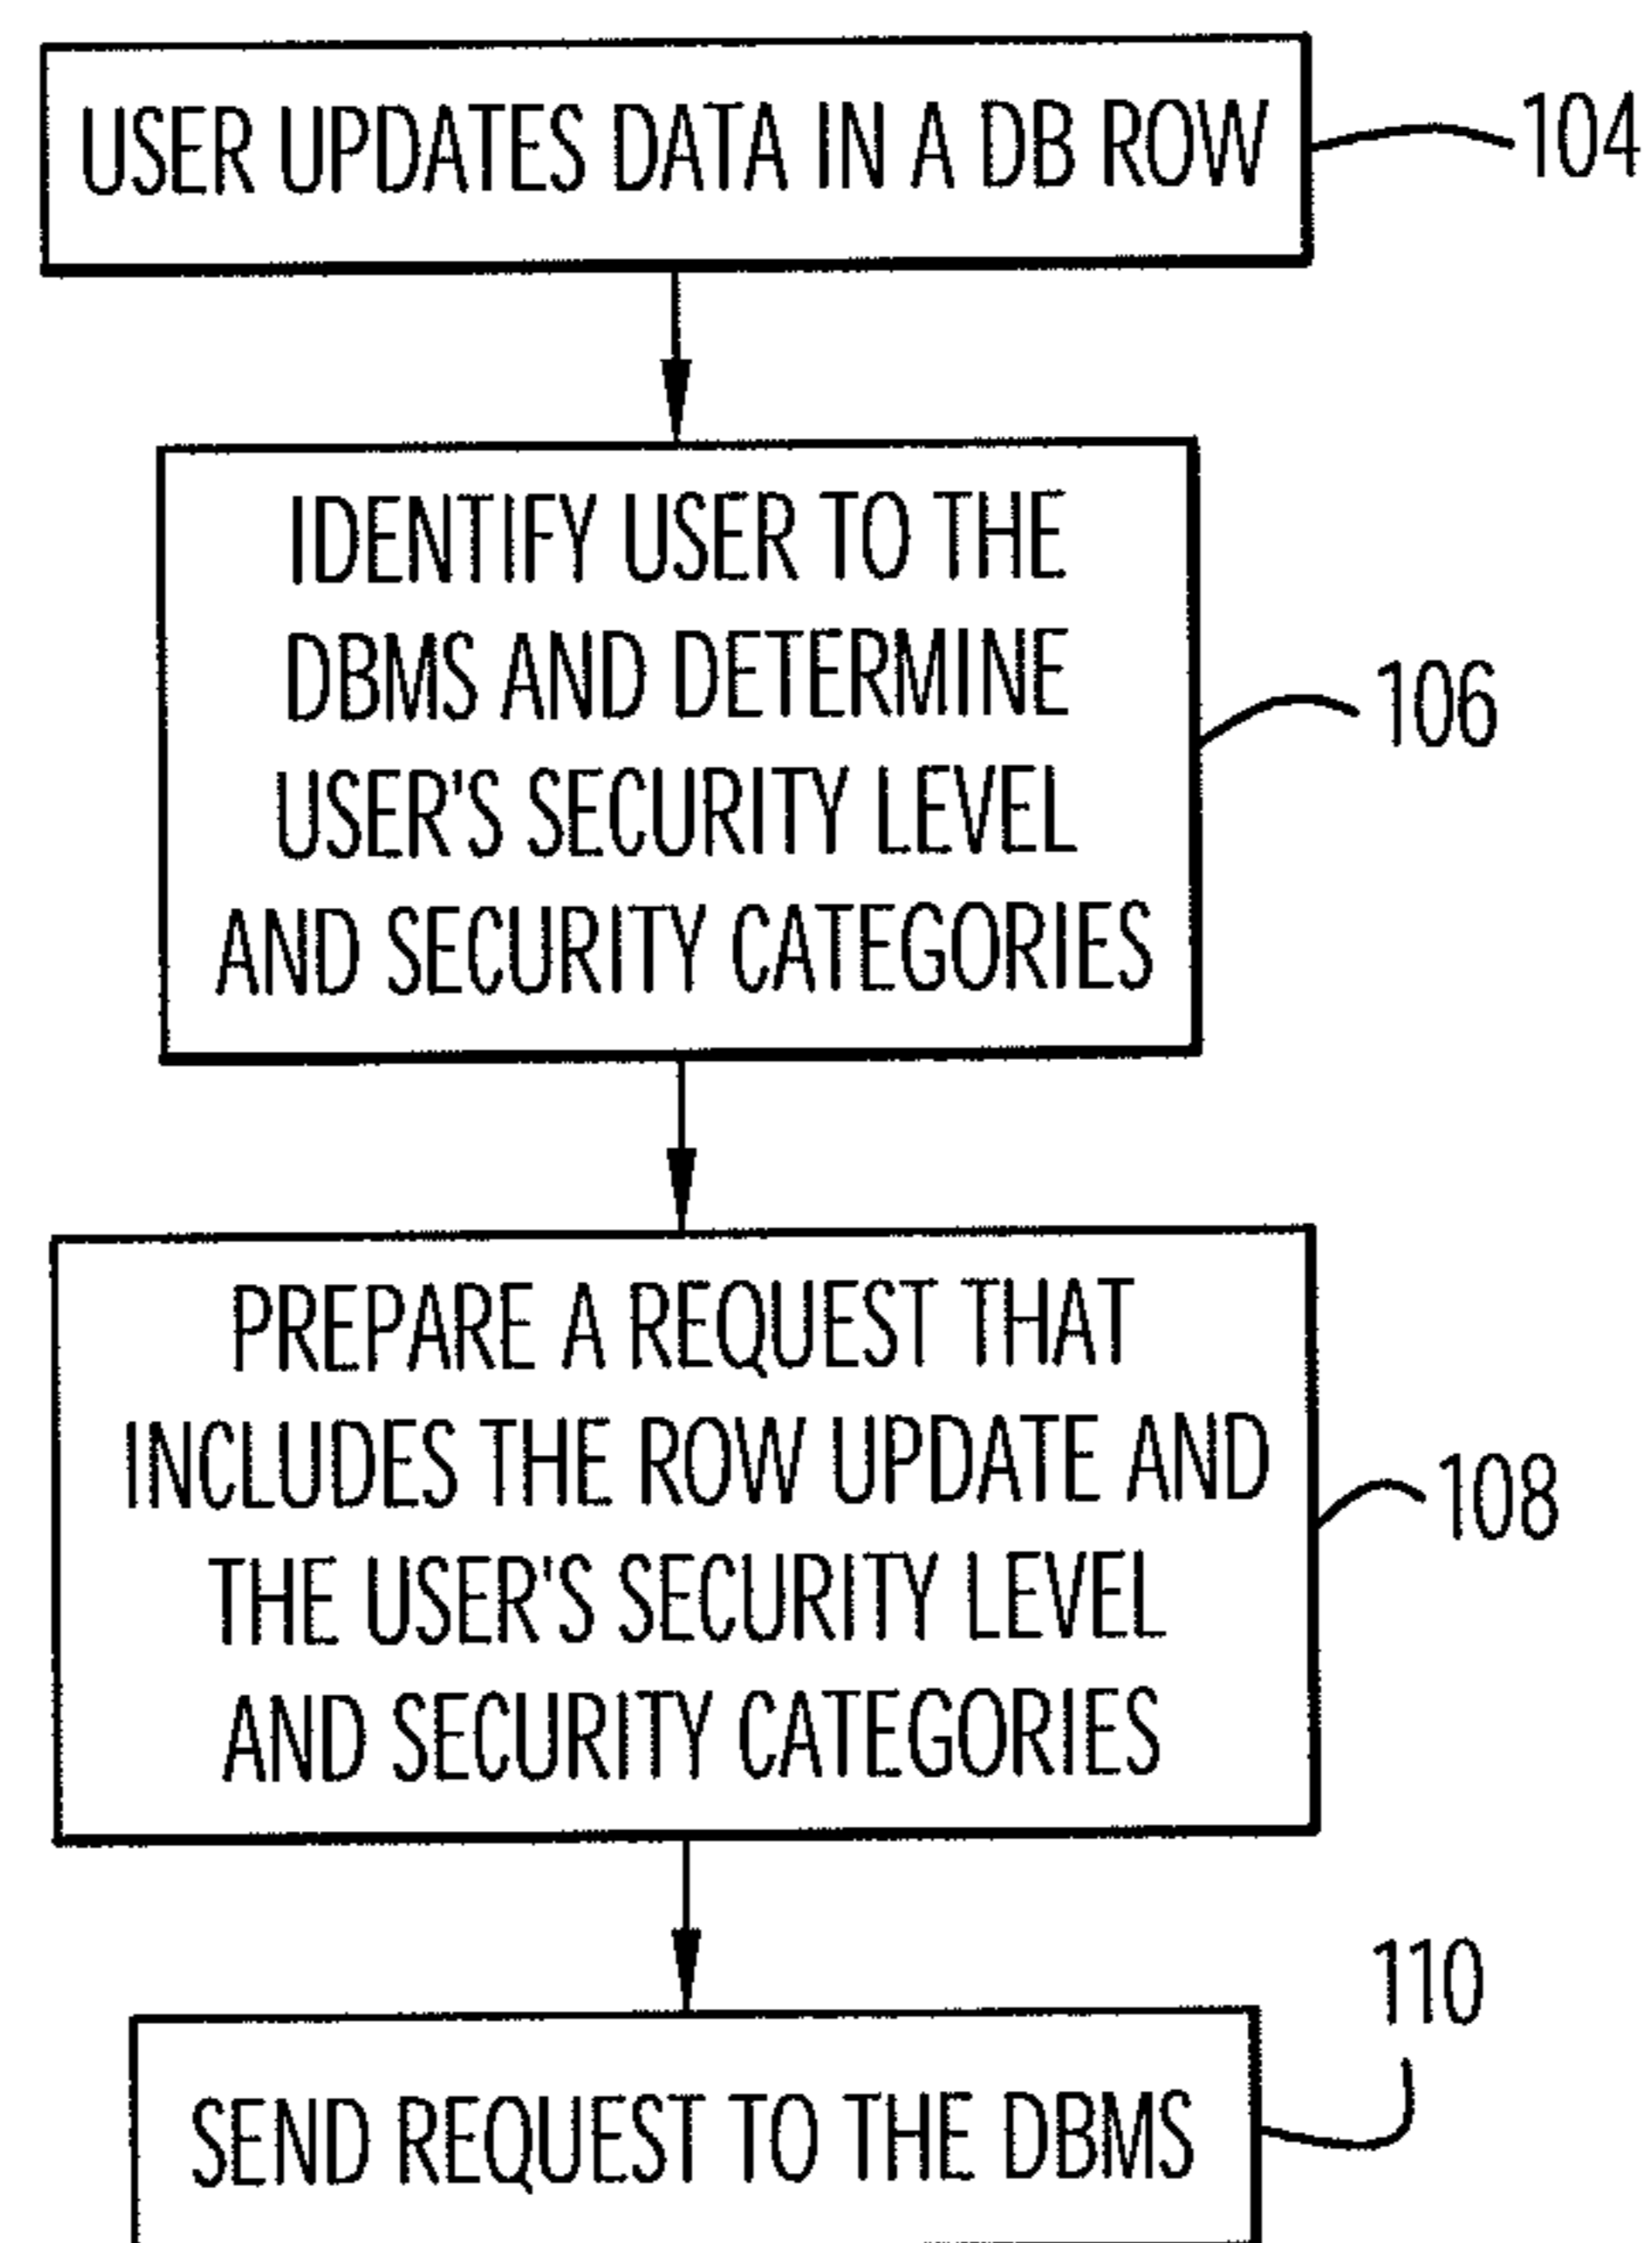 USER UPDATES DATA IN A DB ROW
104
IDENTIFY USER TO THE
DBMS AND DETERMINE
USER'S SECURITY LEVEL
AND SECURITY CATEGORIES
106
PREPARE A REQUEST THAT
INCLUDES THE ROW UPDATE AND
THE USER'S SECURITY LEVEL
AND SECURITY CATEGORIES
108
110
SEND REQUEST TO THE DBMS